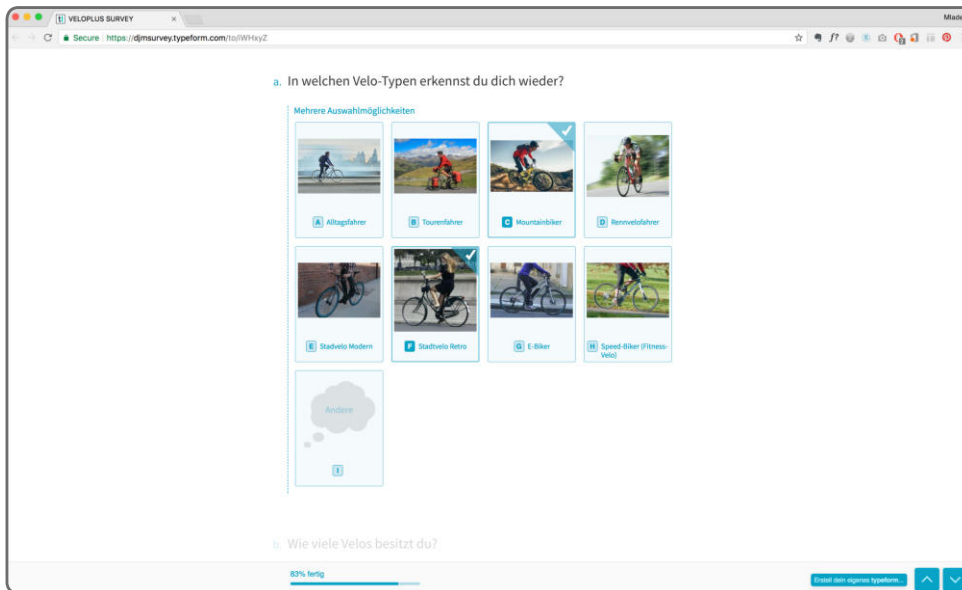 VELOPLUS SURVEY
Mlade
Secure https://djmsurvey.typeform.com/to/iWHxyZ
f?
a. In welchen Velo-Typen erkennst du dich wieder?
Mehrere Auswahlmöglichkeiten
A Alltagsfahrer
B Tourenfahrer
C Mountainbiker
D Rennvelofahrer
E Stadvelo Modern
F Stadtvelo Retro
G E-Biker
H Speed-Biker (Fitness-
Velo)
Andere
I
b. Wie viele Velos besitzt du?
83% fertig
Erstell dein eigenes typeform...